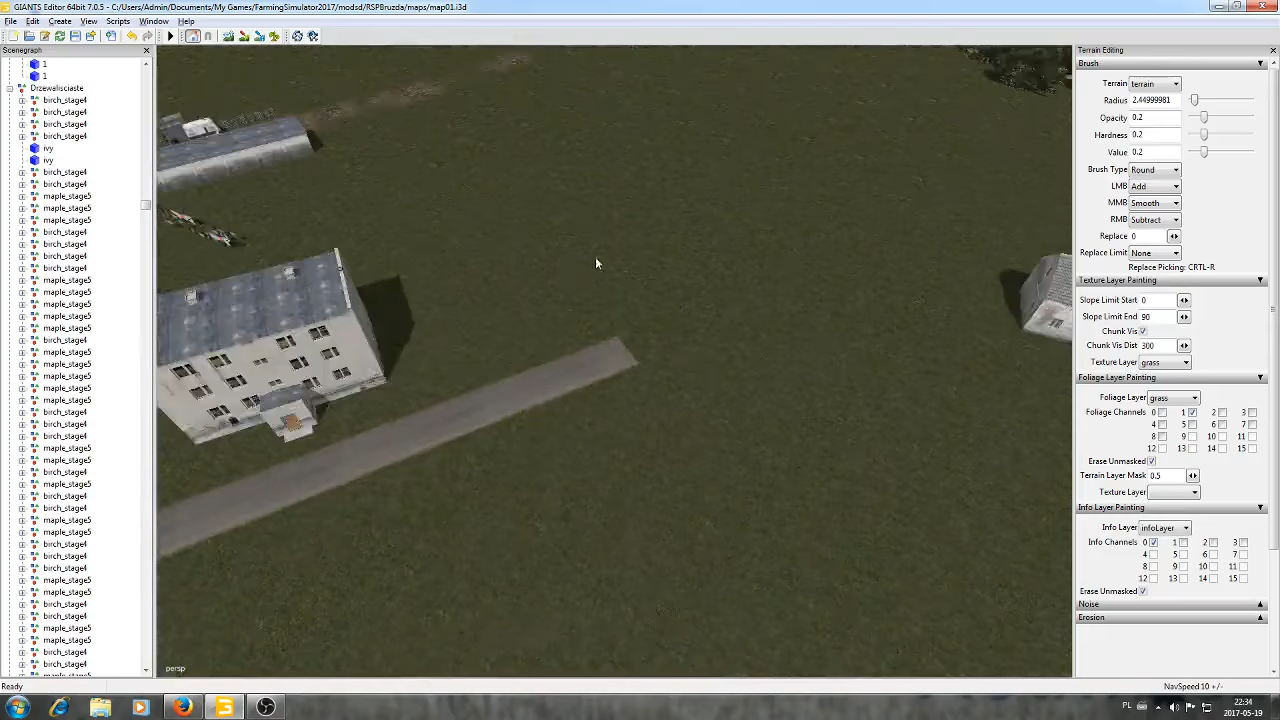 GIANTS Editor 64bit 7.0.5 - C:/Users/Admin/Documents/My Games/FarmingSimulator2017/modsd/RSPBruzda/maps/map01.i3d
File Edit Create View Scripts Window Help
Scenegraph
1
1
Drzewalisciaste
birch_stage4
birch_stage4
birch_stage4
birch_stage4
ivy
ivy
birch_stage4
birch_stage4
maple_stage5
maple_stage5
maple_stage5
birch_stage4
birch_stage4
birch_stage4
birch_stage4
maple_stage5
maple_stage5
maple_stage5
maple_stage5
maple_stage5
birch_stage4
maple_stage5
maple_stage5
maple_stage5
maple_stage5
maple_stage5
birch_stage4
birch_stage4
maple_stage5
maple_stage5
birch_stage4
maple_stage5
birch_stage4
birch_stage4
maple_stage5
maple_stage5
birch_stage4
birch_stage4
birch_stage4
maple_stage5
maple_stage5
birch_stage4
birch_stage4
maple_stage5
maple_stage5
birch_stage4
birch_stage4
persp
Terrain Editing
Brush
Terrain terrain
Radius 2.44999981
Opacity 0.2
Hardness 0.2
Value 0.2
Brush Type Round
LMB Add
MMB Smooth
RMB Subtract
Replace 0
Replace Limit None
Replace Picking: CRTL-R
Texture Layer Painting
Slope Limit Start 0
Slope Limit End 90
Chunk Vis
Chunk Vis Dist 300
Texture Layer grass
Foliage Layer Painting
Foliage Layer grass
Foliage Channels 0 1 2 3
4 5 6 7
8 9 10 11
12 13 14 15
Erase Unmasked
Terrain Layer Mask 0.5
Texture Layer
Info Layer Painting
Info Layer infoLayer
Info Channels 0 1 2 3
4 5 6 7
8 9 10 11
12 13 14 15
Erase Unmasked
Noise
Erosion
Ready
NavSpeed 10 +/-
PL
22:34
2017-05-19